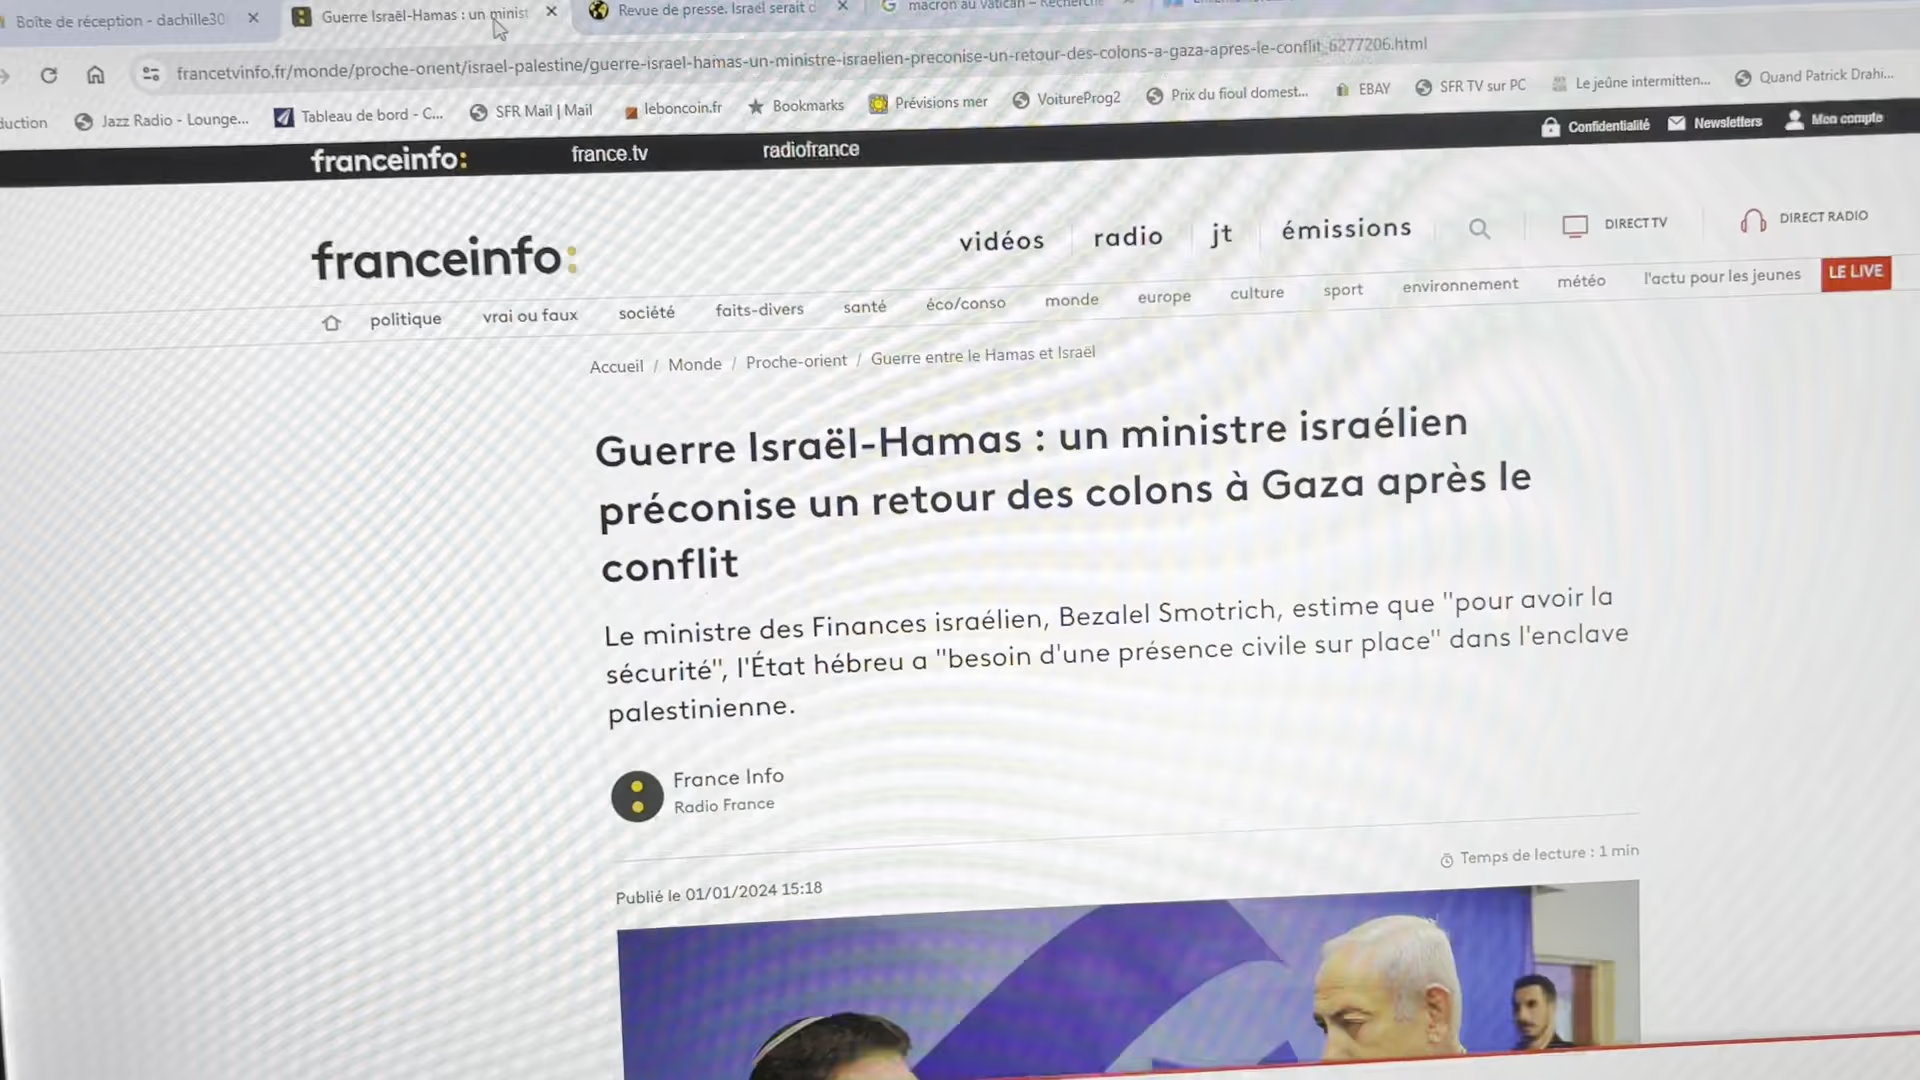 Boîte de réception - dachille30
Guerre Israël-Hamas : un minist
Revue de presse. Israël serait d
macron au vatican – Recherche
francetvinfo.fr/monde/proche-orient/israel-palestine/guerre-israel-hamas-un-ministre-israelien-preconise-un-retour-des-colons-a-gaza-apres-le-conflit_6277206.html
duction
Jazz Radio - Lounge...
Tableau de bord - C...
SFR Mail | Mail
leboncoin.fr
Bookmarks
Prévisions mer
VoitureProg2
Prix du fioul domest...
EBAY
SFR TV sur PC
Le jeûne intermitten...
Quand Patrick Drahi...
franceinfo:
france.tv
radiofrance
Confidentialité
Newsletters
Mon compte
franceinfo:
vidéos
radio
jt
émissions
DIRECT TV
DIRECT RADIO
politique
vrai ou faux
société
faits-divers
santé
éco/conso
monde
europe
culture
sport
environnement
météo
l'actu pour les jeunes
LE LIVE
Accueil / Monde / Proche-orient / Guerre entre le Hamas et Israël
Guerre Israël-Hamas : un ministre israélien
préconise un retour des colons à Gaza après le
conflit
Le ministre des Finances israélien, Bezalel Smotrich, estime que "pour avoir la
sécurité", l'État hébreu a "besoin d'une présence civile sur place" dans l'enclave
palestinienne.
France Info
Radio France
Temps de lecture : 1 min
Publié le 01/01/2024 15:18